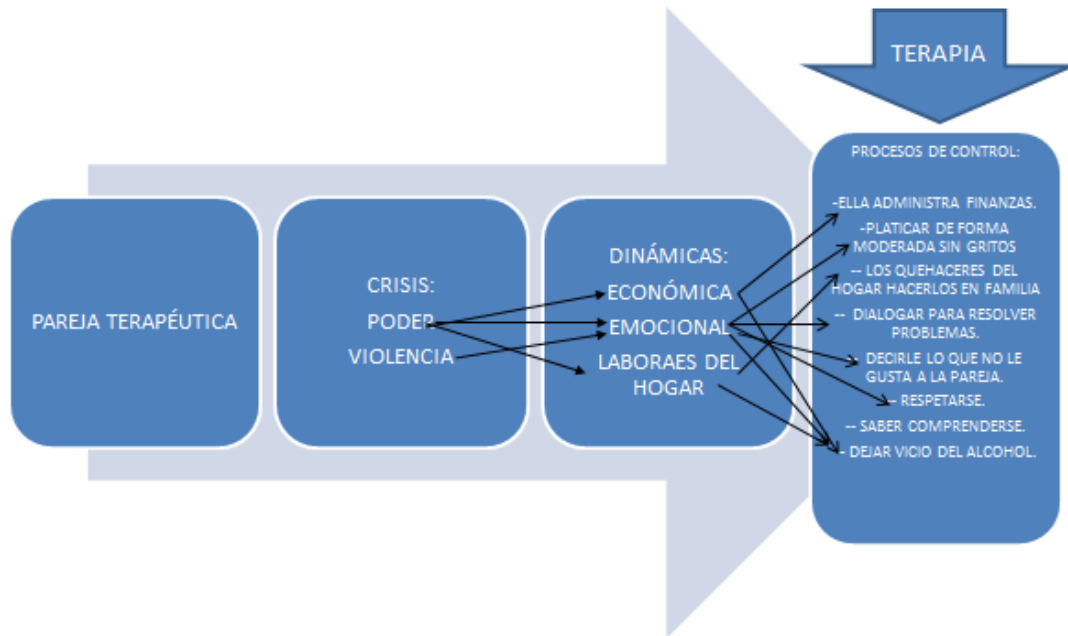 TERAPIA
PAREJA TERAPÉUTICA
CRISIS:
PODER
VIOLENCIA
DINÁMICAS:
ECONÓMICA
EMOCIONAL
LABORAES DEL
HOGAR
PROCESOS DE CONTROL:
-ELLA ADMINISTRA FINANZAS.
-PLATICAR DE FORMA
MODERADA SIN GRITOS
-- LOS QUEHACERES DEL
HOGAR HACERLOS EN FAMILIA
-- DIALOGAR PARA RESOLVER
PROBLEMAS.
- DECIRLE LO QUE NO LE
GUSTA A LA PAREJA.
-- RESPETARSE.
-- SABER COMPRENDERSE.
- DEJAR VICIO DEL ALCOHOL.